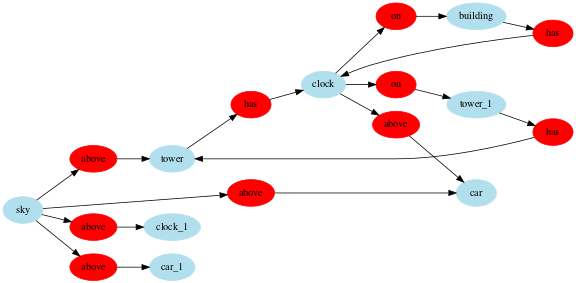 on
building
has
clock
on
tower_1
has
above
has
above
tower
above
car
sky
above
clock_1
above
car_1